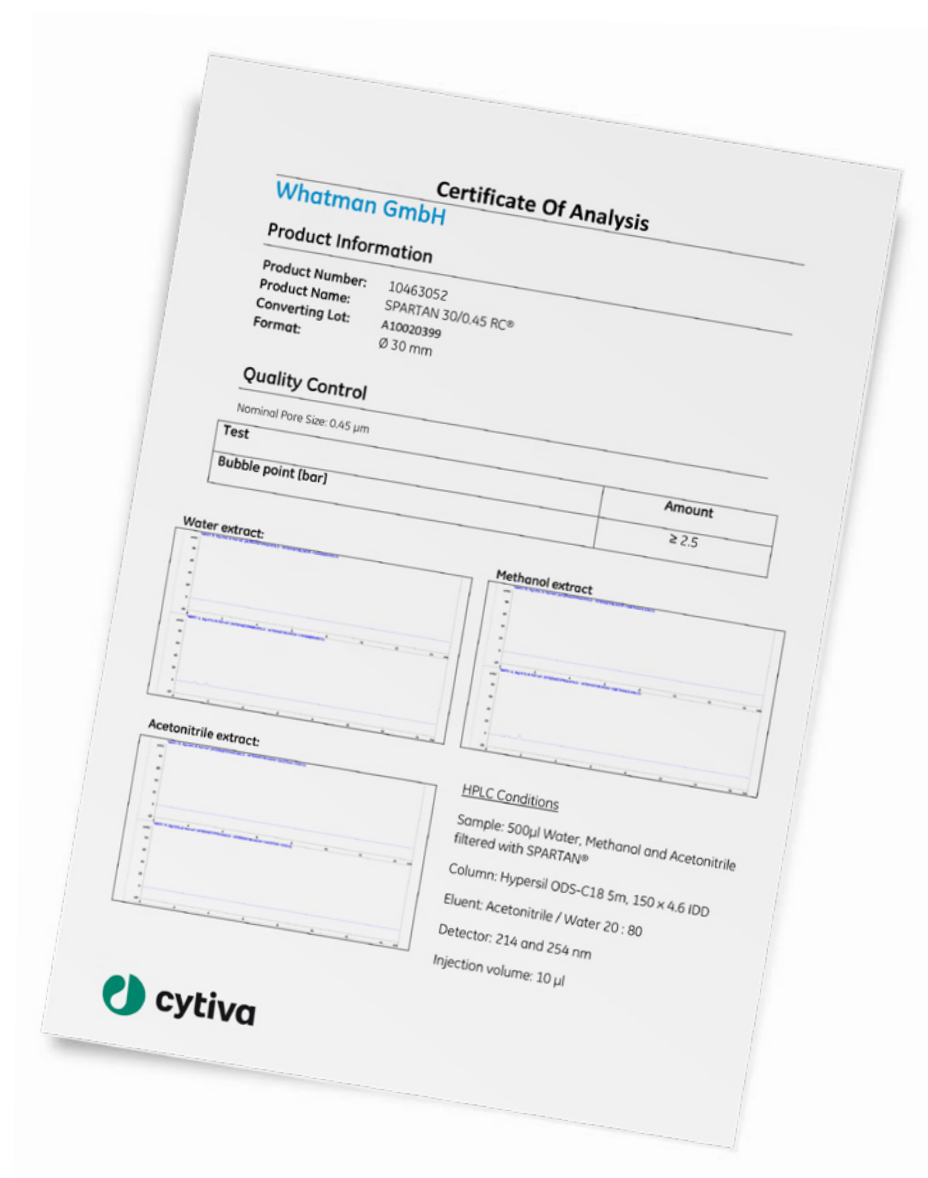 Certificate Of Analysis
Whatman GmbH
Product Information
Product Number: 10463052
Product Name: SPARTAN 30/0.45 RC®
Converting Lot: A10020399
Format: Ø 30 mm
Quality Control
Nominal Pore Size: 0.45 µm
Test Amount
Bubble point [bar] ≥ 2.5
Water extract:
Methanol extract
Acetonitrile extract:
HPLC Conditions
Sample: 500µl Water, Methanol and Acetonitrile
filtered with SPARTAN®
Column: Hypersil ODS-C18 5m, 150 x 4.6 IDD
Eluent: Acetonitrile / Water 20 : 80
Detector: 214 and 254 nm
Injection volume: 10 µl
cytiva